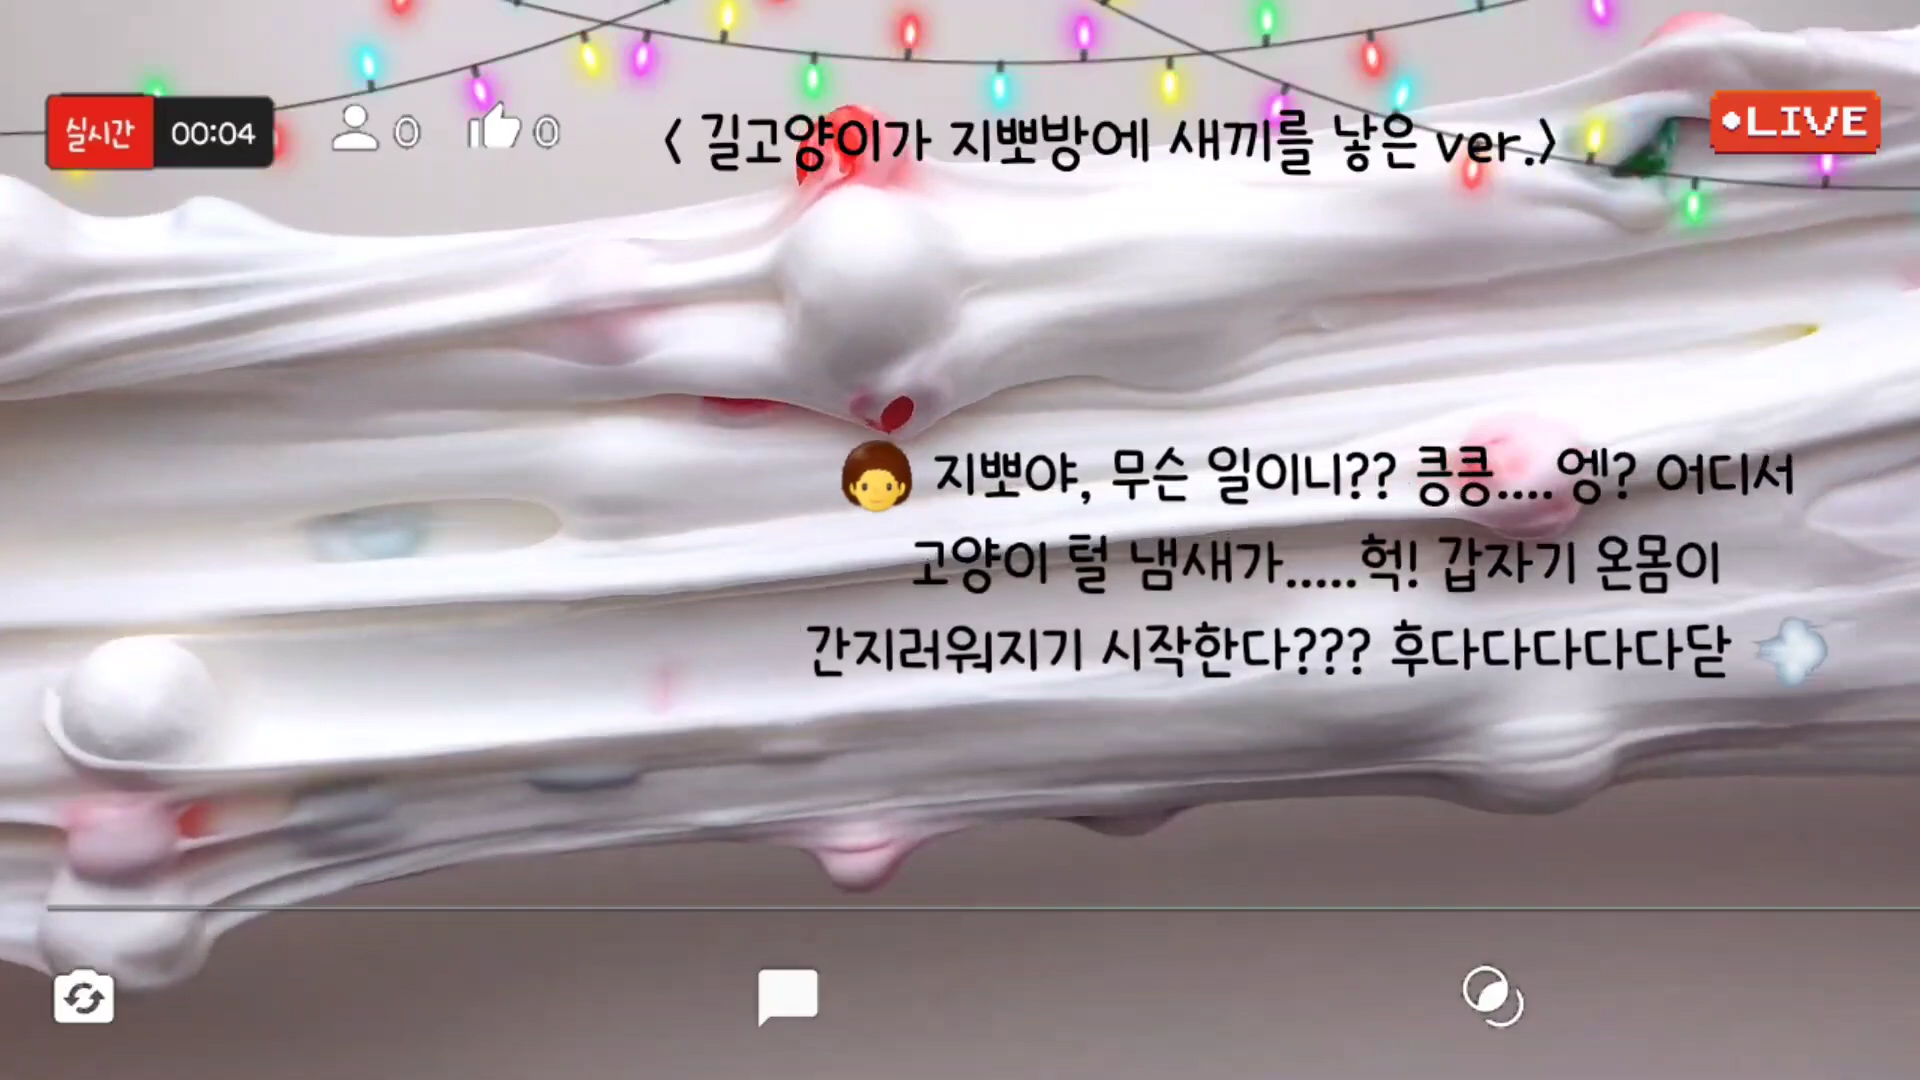 실시간 00:04 0 0
< 길고양이가 지뽀방에 새끼를 낳은 ver.>
LIVE
지뽀야, 무슨 일이니?? 킁킁....엥? 어디서
고양이 털 냄새가.....헉! 갑자기 온몸이
간지러워지기 시작한다??? 후다다다다다닫